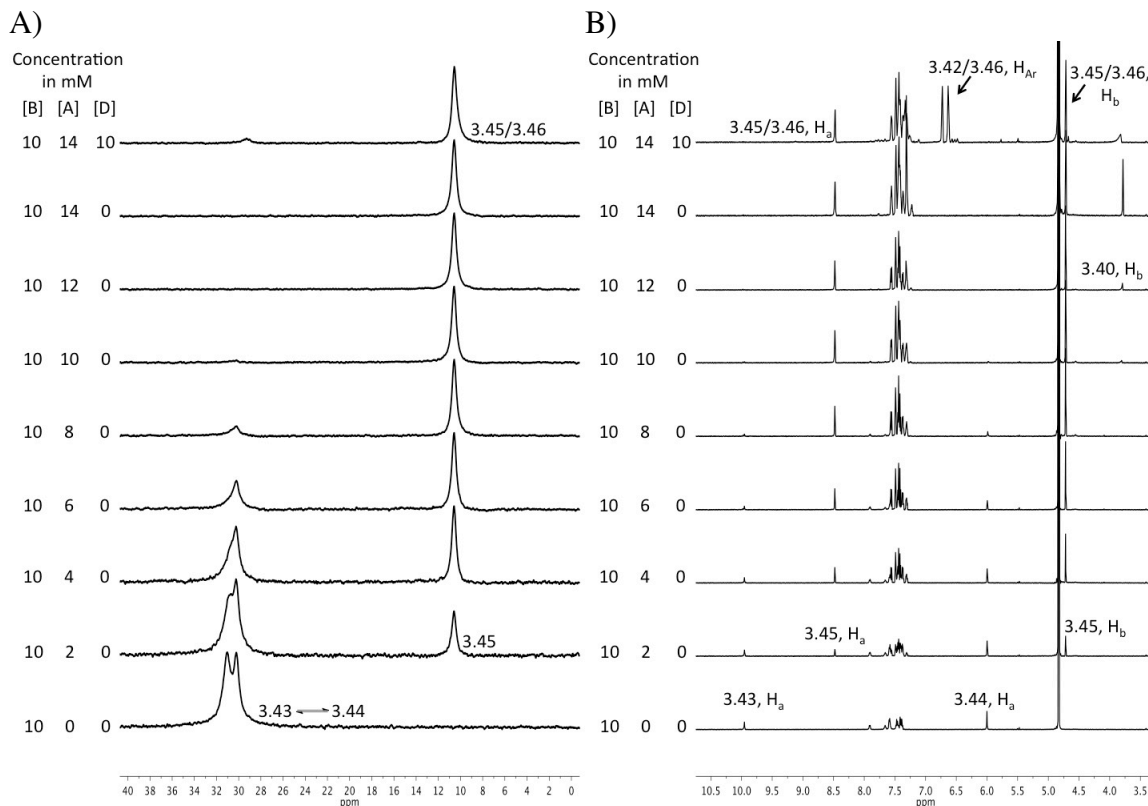 A)
Concentration
in mM
[B] [A] [D]
10 14 10
3.45/3.46
10 14 0
10 12 0
10 10 0
10 8 0
10 6 0
10 4 0
10 2 0
3.45
10 0 0
3.43 3.44
40 38 36 34 32 30 28 26 24 22 20 18 16 14 12 10 8 6 4 2 0
ppm
B)
Concentration
in mM
[B] [A] [D]
3.42/3.46, HAr
3.45/3.46,
Hb
10 14 10
3.45/3.46, Ha
10 14 0
3.40, Hb
10 12 0
10 10 0
10 8 0
10 6 0
10 4 0
3.45, Ha
3.45, Hb
10 2 0
3.43, Ha
3.44, Ha
10 0 0
10.5 10.0 9.5 9.0 8.5 8.0 7.5 7.0 6.5 6.0 5.5 5.0 4.5 4.0
ppm